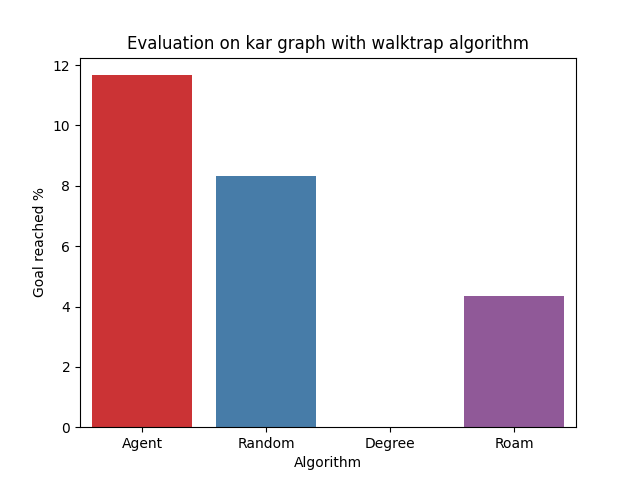 Evaluation on kar graph with walktrap algorithm
Goal reached %
12
10
8
6
4
2
0
Agent Random Degree Roam
Algorithm